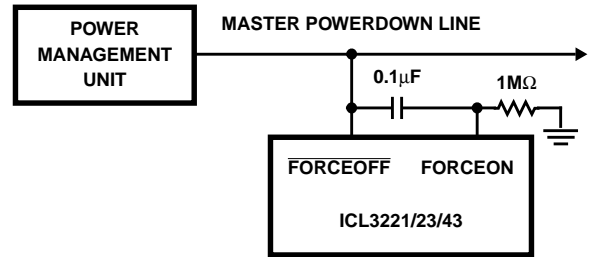 POWER
MANAGEMENT
UNIT
MASTER POWERDOWN LINE
0.1μF
1MΩ
FORCEOFF FORCEON
ICL3221/23/43